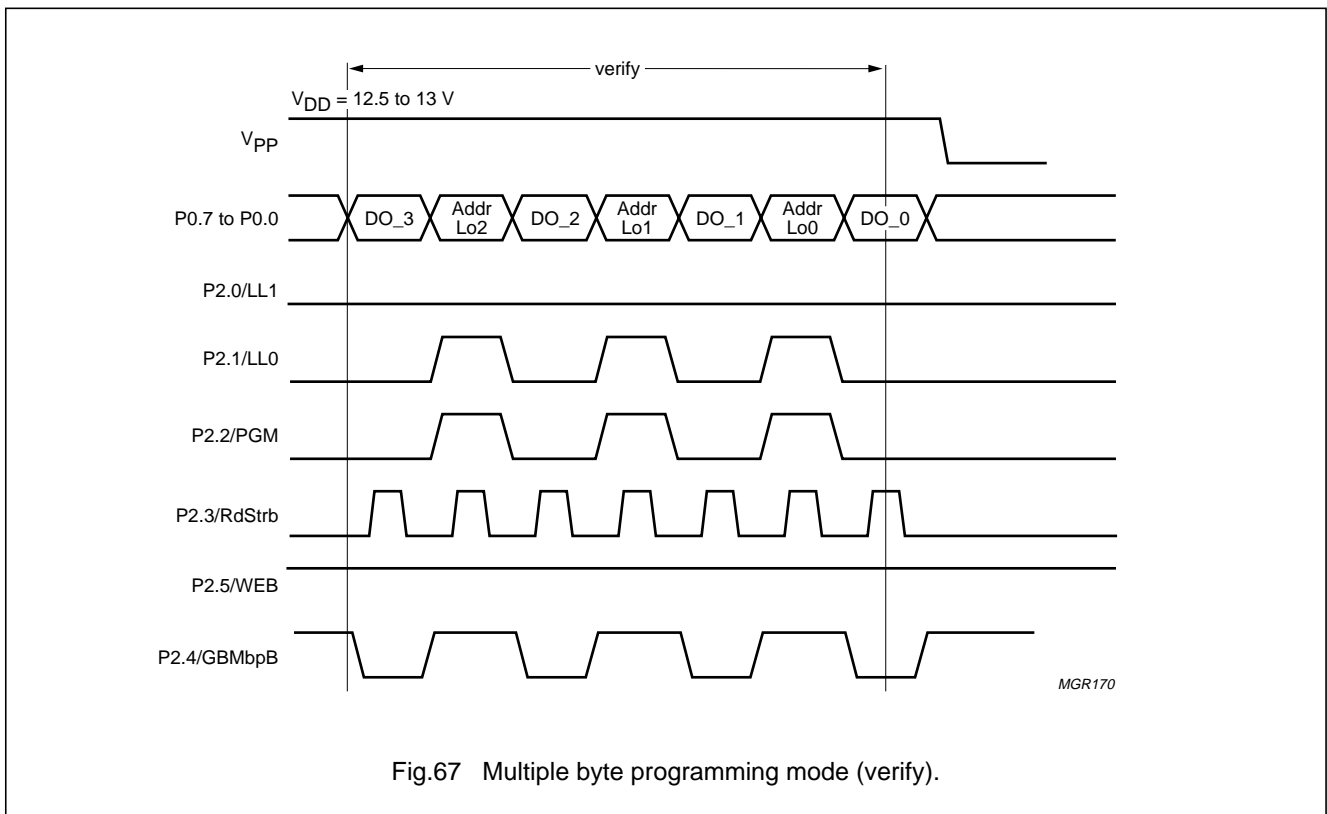 verify
VDD = 12.5 to 13 V
VPP
P0.7 to P0.0
DO_3
Addr
Lo2
DO_2
Addr
Lo1
DO_1
Addr
Lo0
DO_0
P2.0/LL1
P2.1/LL0
P2.2/PGM
P2.3/RdStrb
P2.5/WEB
P2.4/GBMbpB
MGR170
Fig.67 Multiple byte programming mode (verify).